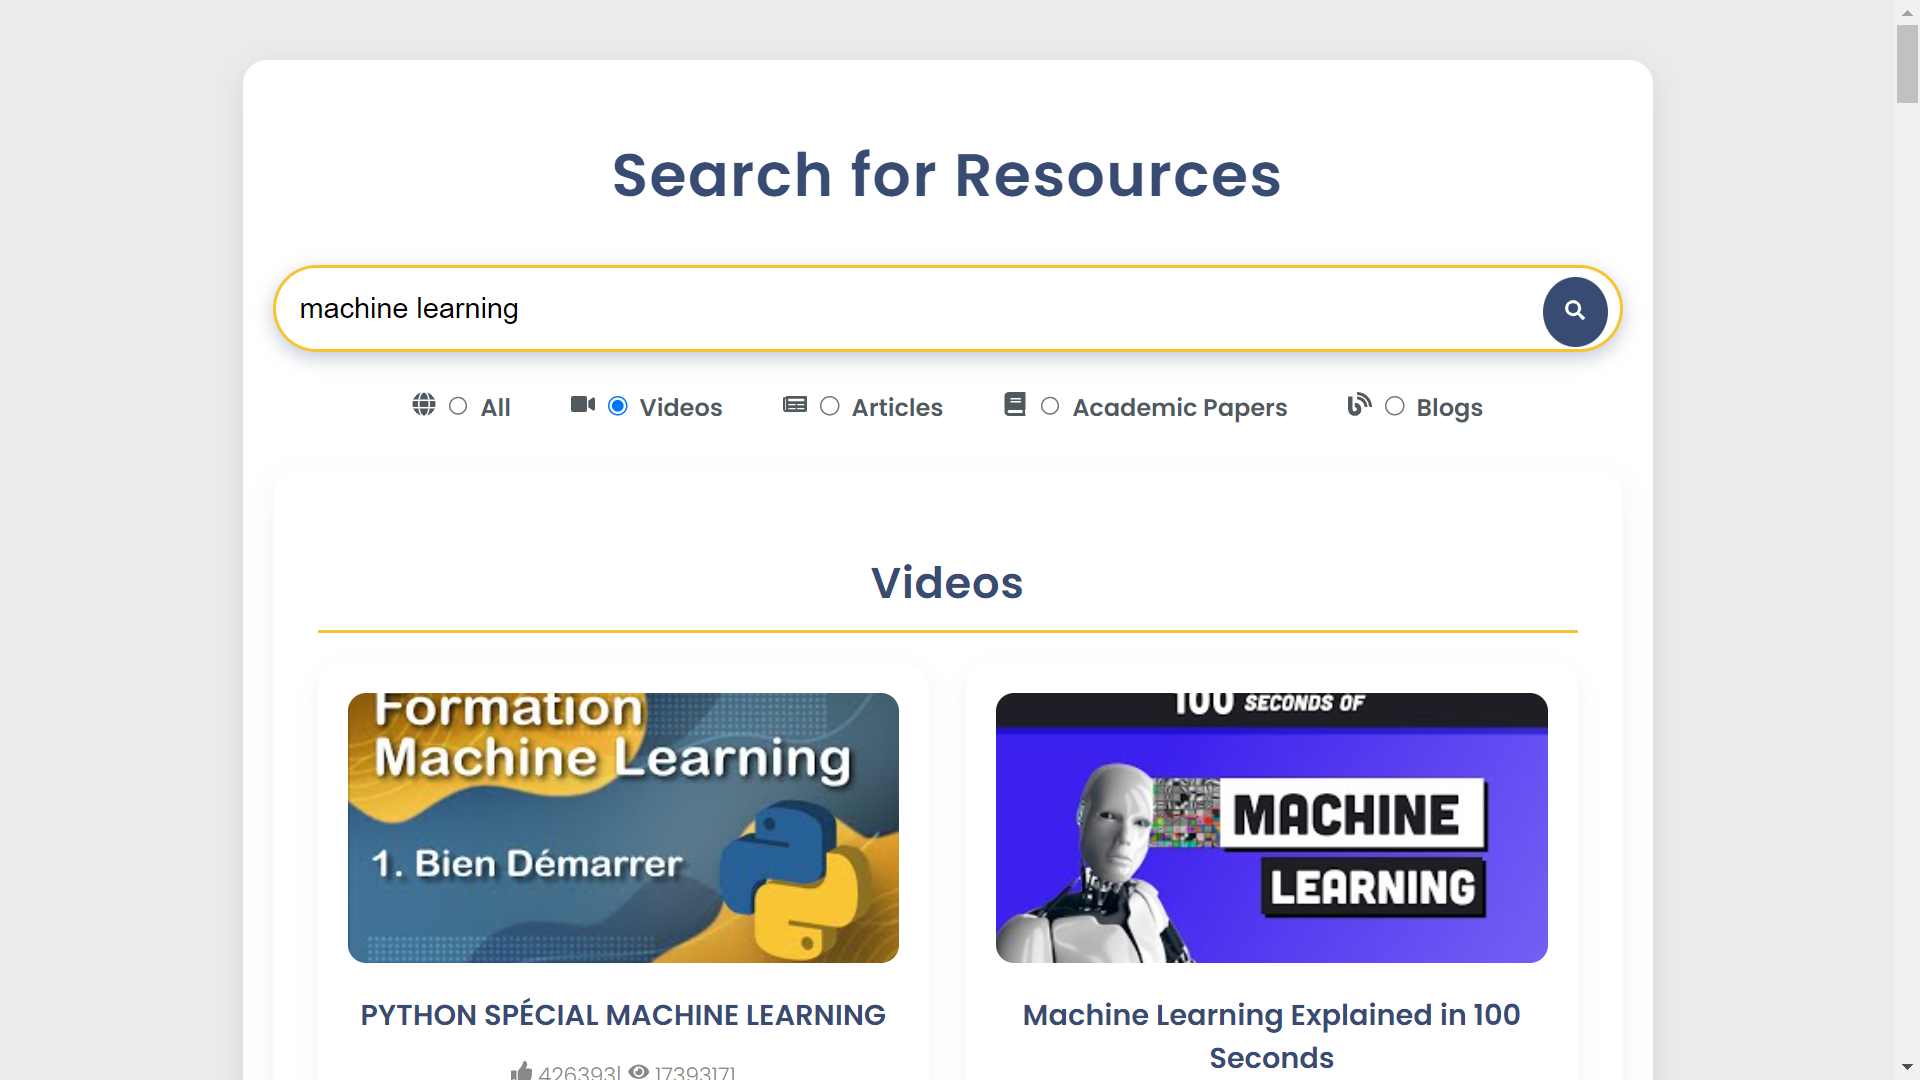 Search for Resources
machine learning
All Videos Articles Academic Papers Blogs
Videos
Formation
Machine Learning
1. Bien Démarrer
PYTHON SPÉCIAL MACHINE LEARNING
426393| 17393171
100 SECONDS OF
MACHINE
LEARNING
Machine Learning Explained in 100
Seconds